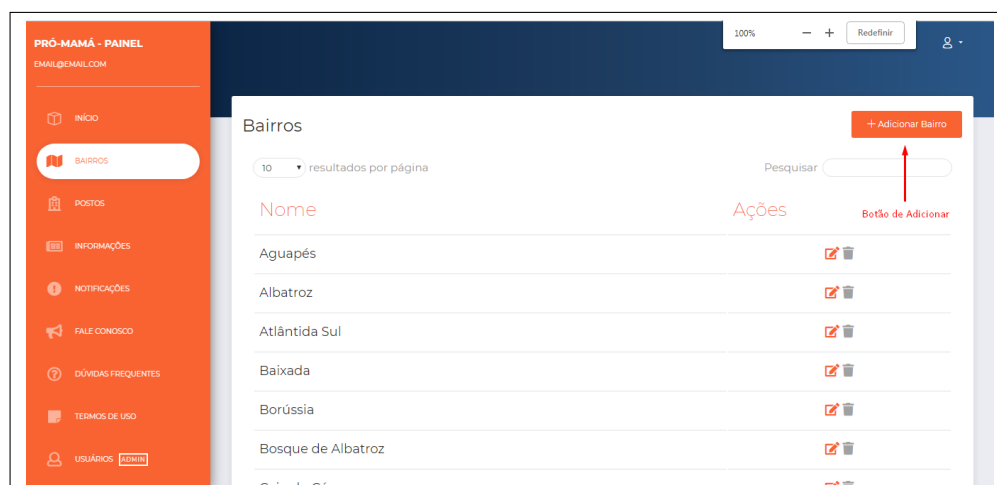 PRÓ-MAMÁ - PAINEL
EMAIL@EMAIL.COM
100% − + Redefinir
INÍCIO
BAIRROS
POSTOS
INFORMAÇÕES
NOTIFICAÇÕES
FALE CONOSCO
DÚVIDAS FREQUENTES
TERMOS DE USO
USUÁRIOS ADMIN
Bairros
+ Adicionar Bairro
10 resultados por página
Pesquisar
Botão de Adicionar
Nome Ações
Aguapés
Albatroz
Atlântida Sul
Baixada
Borússia
Bosque de Albatroz